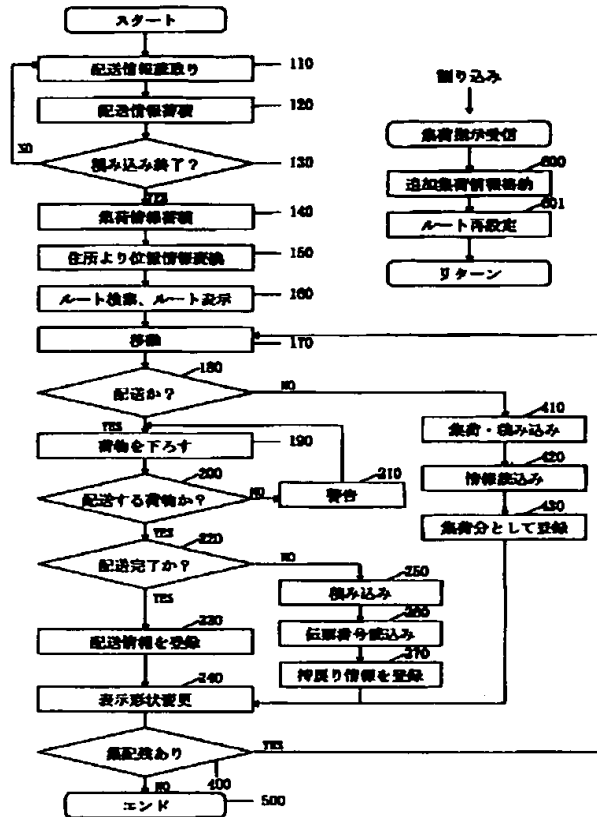 スタート
配送情報読取り
110
割り込み
配送情報蓄積
120
集荷指示受信
NO
積み込み終了?
130
600
追加集荷情報格納
YES
601
集荷情報蓄積
140
ルート再設定
住所より位置情報変換
150
リターン
ルート検索、ルート表示
160
移動
170
180
配送か?
NO
410
YES
集荷・積み込み
荷物を下ろす
190
420
200
210
情報読込み
配送する荷物か?
NO
警告
430
集荷分として登録
YES
220
配送完了か?
NO
250
積み込み
YES
260
230
伝票番号読込み
配送情報を登録
270
240
持戻り情報を登録
表示形状変更
集配残あり
YES
400
NO
エンド
500